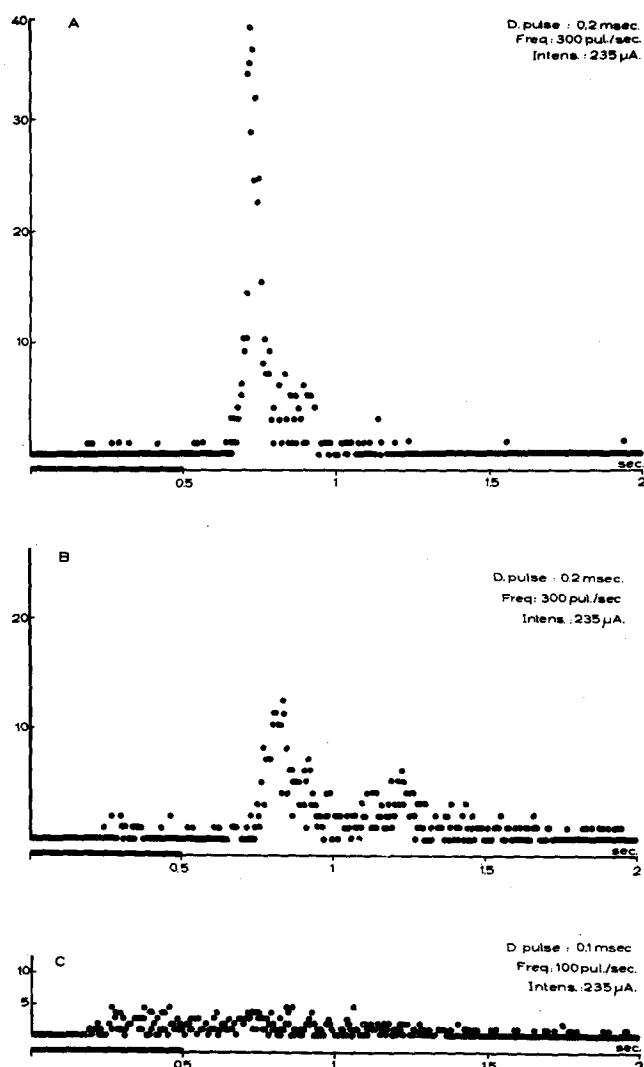 40
A
D. pulse : 0,2 msec.
Freq: 300 pul./sec.
Intens. : 235 µA.
30
20
10
sec.
0.5
1
1.5
2
B
D. pulse : 0.2 msec.
Freq: 300 pul./sec
Intens. : 235 µA.
20
10
sec.
0.5
1
1.5
2
C
D pulse : 0.1 msec
Freq: 100 pul./sec.
Intens. : 235 µA.
10
5
sec.
0.5
1
1.5
2